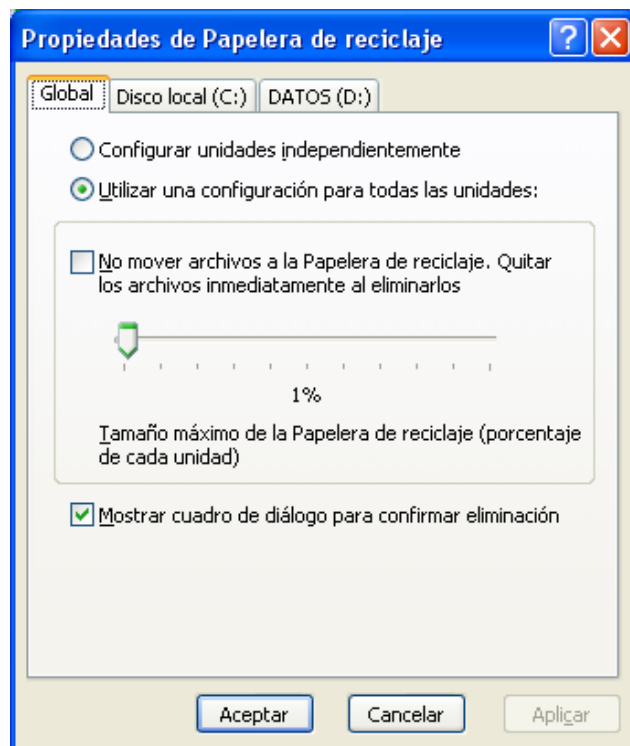 Propiedades de Papelera de reciclaje
Global
Disco local (C:)
DATOS (D:)
Configurar unidades independientemente
Utilizar una configuración para todas las unidades:
No mover archivos a la Papelera de reciclaje. Quitar
los archivos inmediatamente al eliminarlos
1%
Tamaño máximo de la Papelera de reciclaje (porcentaje
de cada unidad)
Mostrar cuadro de diálogo para confirmar eliminación
Aceptar
Cancelar
Aplicar